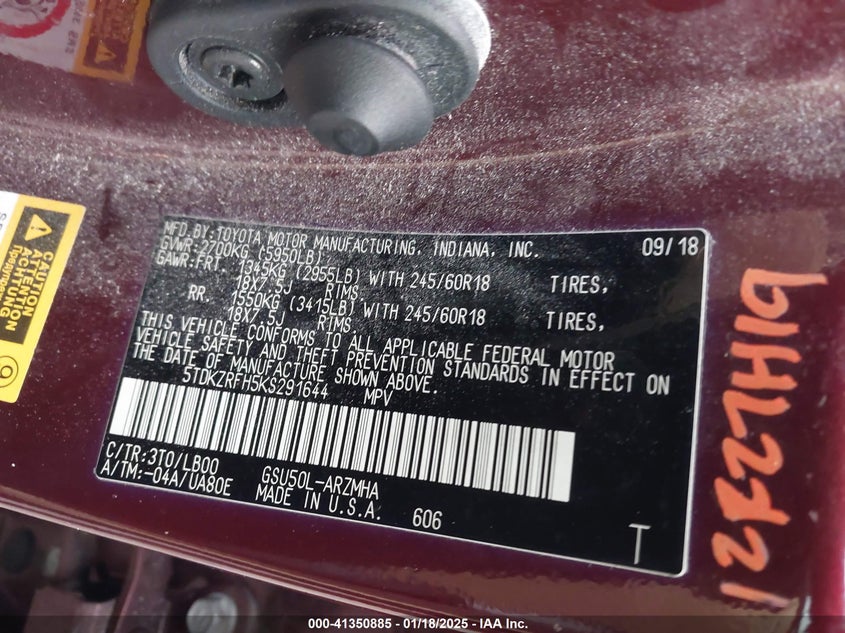 CAUTION
ATTENTION
MFD.BY:TOYOTA MOTOR MANUFACTURING, INDIANA, INC. 09/18
GVWR:2700KG (5950LB)
GAWR:FRT. 1345KG (2955LB) WITH 245/60R18 TIRES,
18X7.5J RIMS.
RR. 1550KG (3415LB) WITH 245/60R18 TIRES,
18X7.5J RIMS.
THIS VEHICLE CONFORMS TO ALL APPLICABLE FEDERAL MOTOR
VEHICLE SAFETY AND THEFT PREVENTION STANDARDS IN EFFECT ON
THE DATE OF MANUFACTURE SHOWN ABOVE.
5TDKZRFH5KS291644 MPV
C/TR:3T0/LB00 GSU50L-ARZMHA
A/TM:-04A/UA80E MADE IN U.S.A. 606
T
000-41350885 - 01/18/2025 - IAA Inc.